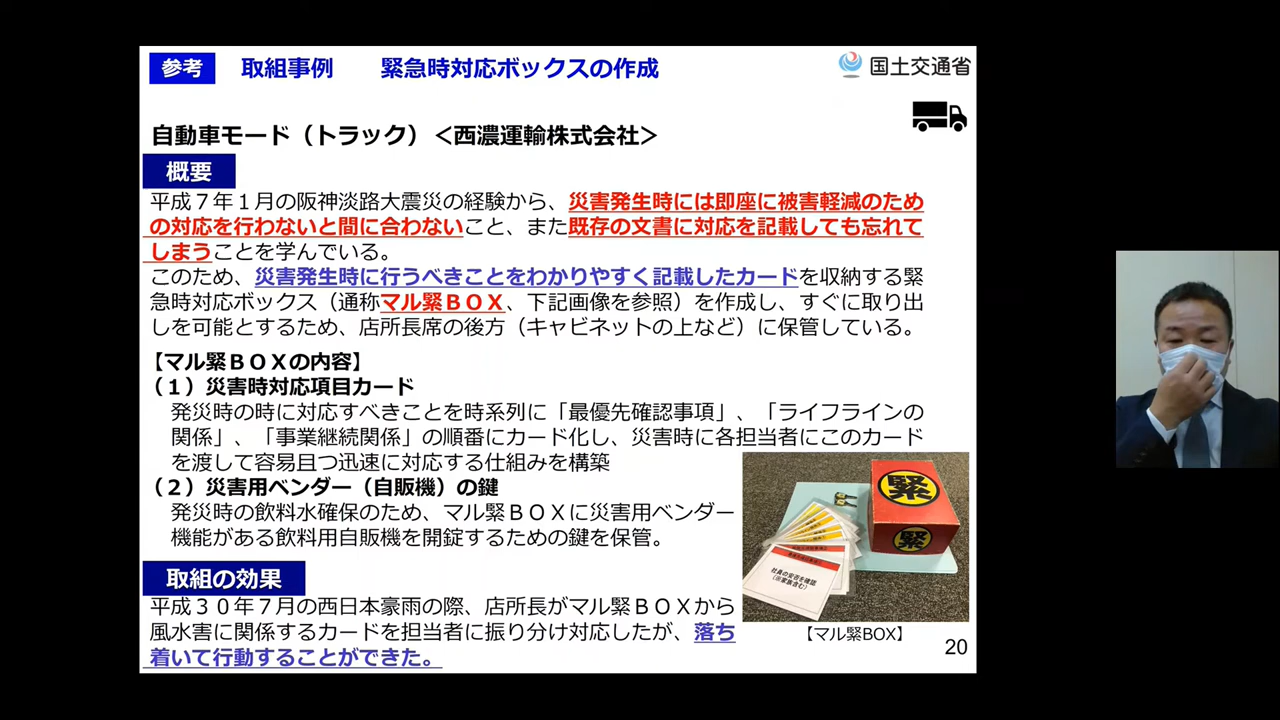 参考 取組事例 緊急時対応ボックスの作成
国土交通省
自動車モード（トラック）＜西濃運輸株式会社＞
概要
平成７年１月の阪神淡路大震災の経験から、災害発生時には即座に被害軽減のため
の対応を行わないと間に合わないこと、また既存の文書に対応を記載しても忘れて
しまうことを学んでいる。
このため、災害発生時に行うべきことをわかりやすく記載したカードを収納する緊
急時対応ボックス（通称マル緊ＢＯＸ、下記画像を参照）を作成し、すぐに取り出
しを可能とするため、店所長席の後方（キャビネットの上など）に保管している。
【マル緊ＢＯＸの内容】
（１）災害時対応項目カード
発災時の時に対応すべきことを時系列に「最優先確認事項」、「ライフラインの
関係」、「事業継続関係」の順番にカード化し、災害時に各担当者にこのカード
を渡して容易且つ迅速に対応する仕組みを構築
（２）災害用ベンダー（自販機）の鍵
発災時の飲料水確保のため、マル緊ＢＯＸに災害用ベンダー
機能がある飲料用自販機を開錠するための鍵を保管。
緊
緊
社員の安否を確認
（※家族含む）
取組の効果
平成３０年７月の西日本豪雨の際、店所長がマル緊ＢＯＸから
風水害に関係するカードを担当者に振り分け対応したが、落ち
着いて行動することができた。
【マル緊BOX】
20